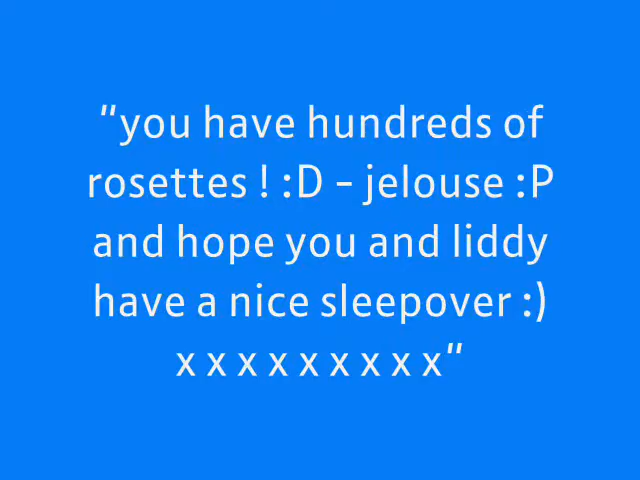 "you have hundreds of
rosettes ! :D - jelouse :P
and hope you and liddy
have a nice sleepover :)
x x x x x x x x x"